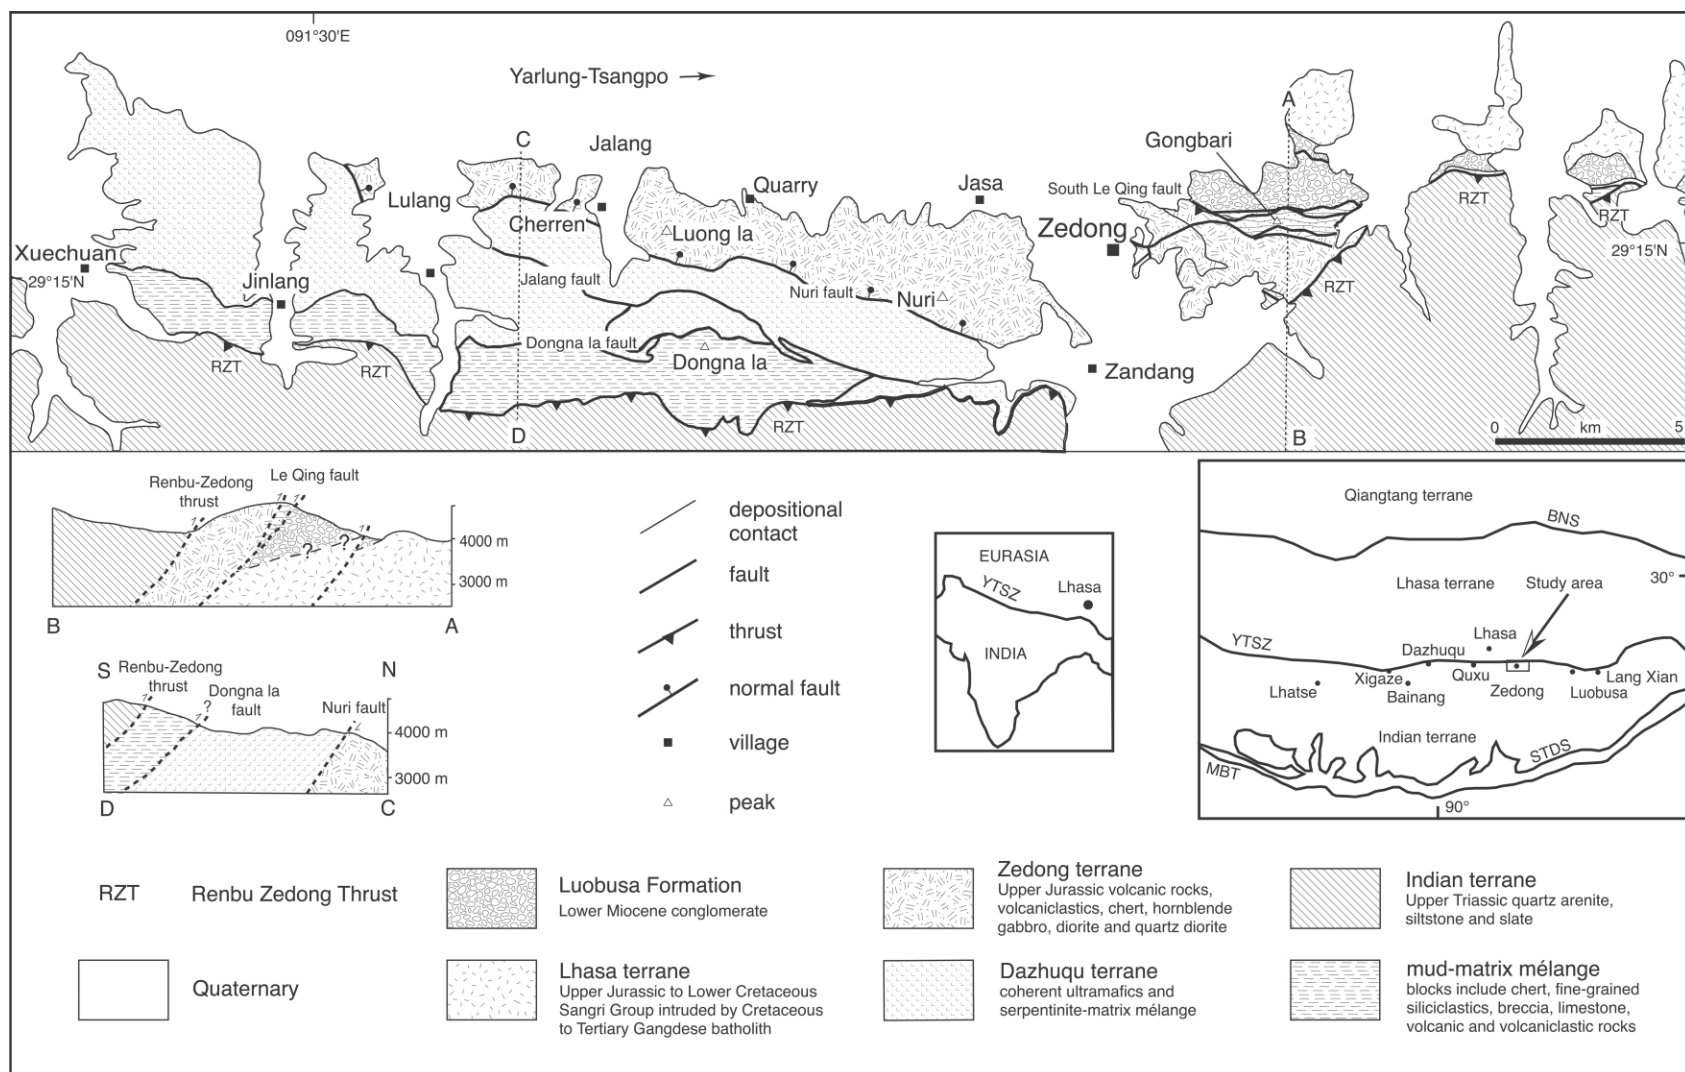 091°30'E
Yarlung-Tsangpo
A
C
Jalang
Gongbari
Quarry
Jasa
South Le Qing fault
Lulang
Cherren
Luong la
Zedong
RZT
RZT
Xuechuan
29°15'N
Jinlang
Jalang fault
Nuri fault
Nuri
RZT
29°15'N
Dongna la fault
Dongna la
RZT
RZT
Zandang
D
RZT
B
0 km 5
Renbu-Zedong
thrust
Le Qing fault
? ?
4000 m
3000 m
B A
S N
Renbu-Zedong
thrust
Dongna la
fault
?
Nuri fault
4000 m
3000 m
D C
depositional
contact
fault
thrust
normal fault
village
peak
EURASIA
YTSZ
Lhasa
INDIA
Qiangtang terrane
BNS
Lhasa terrane
Study area
30°
YTSZ
Lhasa
Dazhuqu
Xigaze
Quxu
Lang Xian
Lhatse
Bainang
Zedong
Luobusa
Indian terrane
STDS
MBT
90°
RZT Renbu Zedong Thrust
Quaternary
Luobusa Formation
Lower Miocene conglomerate
Lhasa terrane
Upper Jurassic to Lower Cretaceous
Sangri Group intruded by Cretaceous
to Tertiary Gangdese batholith
Zedong terrane
Upper Jurassic volcanic rocks,
volcaniclastics, chert, hornblende
gabbro, diorite and quartz diorite
Dazhuqu terrane
coherent ultramafics and
serpentinite-matrix mélange
Indian terrane
Upper Triassic quartz arenite,
siltstone and slate
mud-matrix mélange
blocks include chert, fine-grained
siliciclastics, breccia, limestone,
volcanic and volcaniclastic rocks